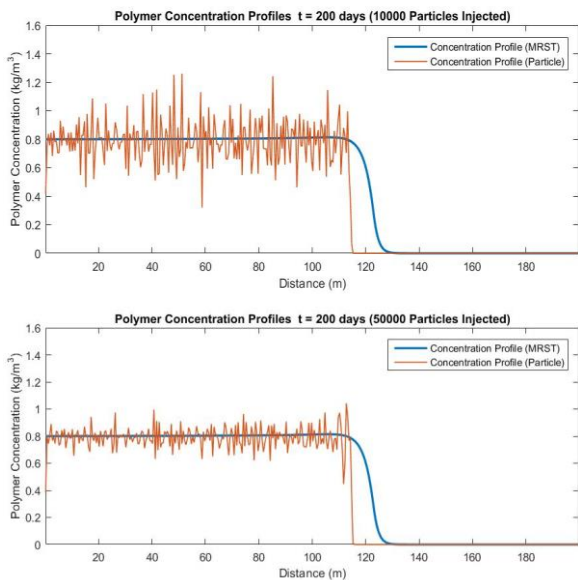 Polymer Concentration Profiles  t = 200 days (10000 Particles Injected)
Polymer Concentration (kg/m³)
1.6
1.4
1.2
1.0
0.8
0.6
0.4
0.2
0
Concentration Profile (MRST)
Concentration Profile (Particle)
20 40 60 80 100 120 140 160 180
Distance (m)
Polymer Concentration Profiles  t = 200 days (50000 Particles Injected)
Polymer Concentration (kg/m³)
1.6
1.4
1.2
1
0.8
0.6
0.4
0.2
0
Concentration Profile (MRST)
Concentration Profile (Particle)
20 40 60 80 100 120 140 160 180
Distance (m)